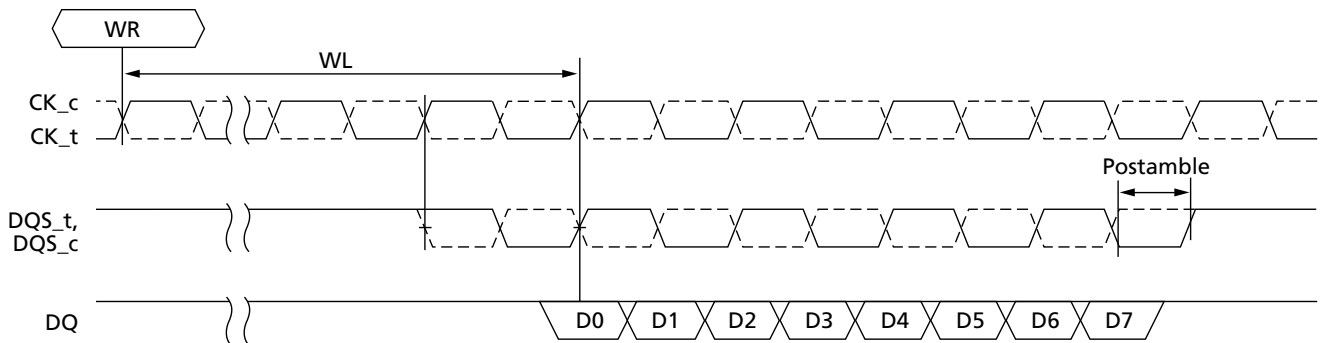 WR
WL
CK_c
CK_t
Postamble
DQS_t,
DQS_c
DQ
D0 D1 D2 D3 D4 D5 D6 D7